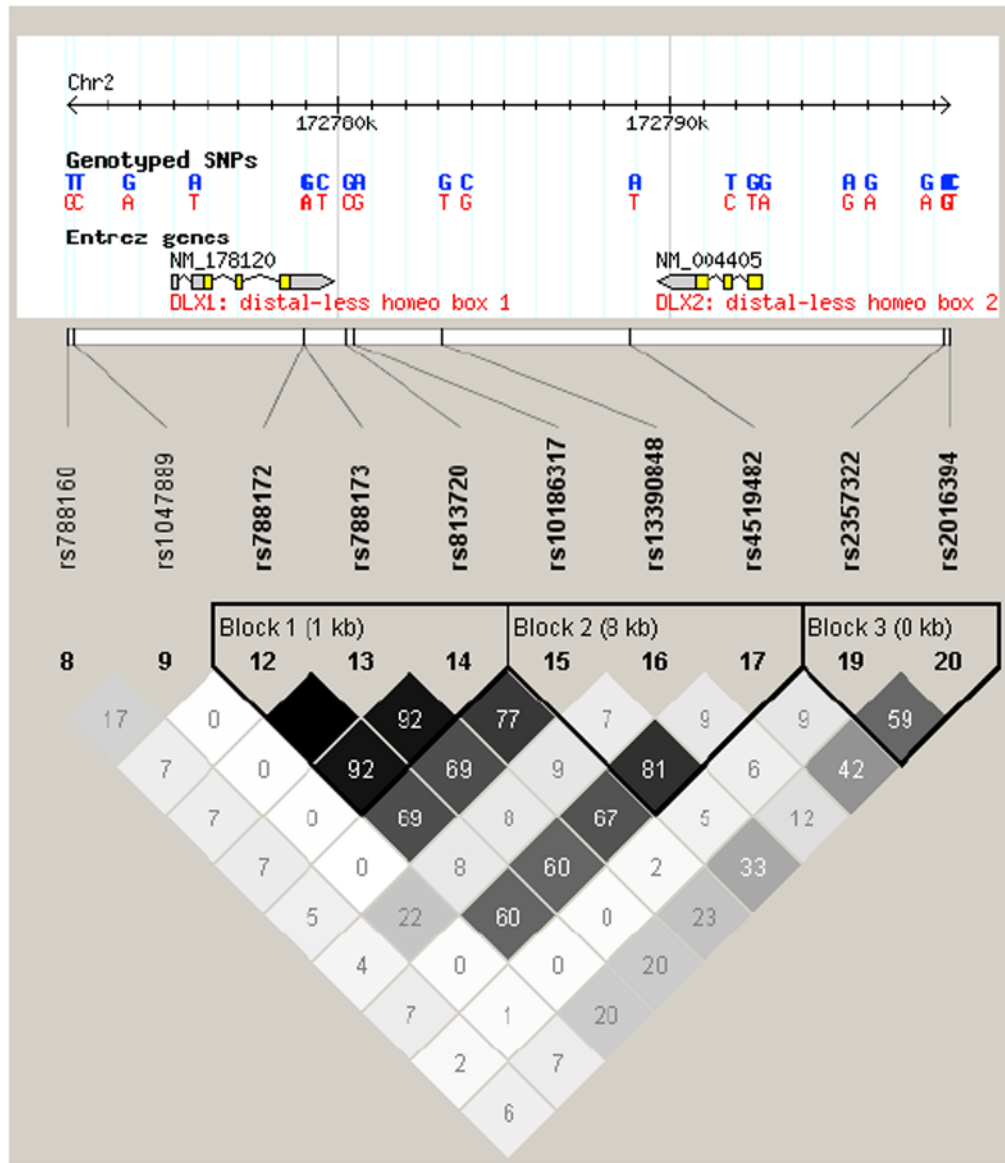 Chr2
172780k 172790k
Genotyped SNPs
TT G A GC GA G C A T GG A G G C
CC A T A T CG T G T C TA G A A G T
Entrez genes
NM_178120 NM_004405
DLX1: distal-less homeo box 1 DLX2: distal-less homeo box 2
rs788160 rs1047889 rs788172 rs788173 rs813720 rs10186317 rs13390848 rs4519482 rs2357322 rs2016394
Block 1 (1 kb) Block 2 (8 kb) Block 3 (0 kb)
8 9 12 13 14 15 16 17 19 20
17 0 92 77 7 9 9 59
7 0 92 69 9 81 6 42
7 0 69 8 67 5 12
7 0 8 60 2 33
5 22 60 0 23
4 0 0 20
7 1 20
2 7
6